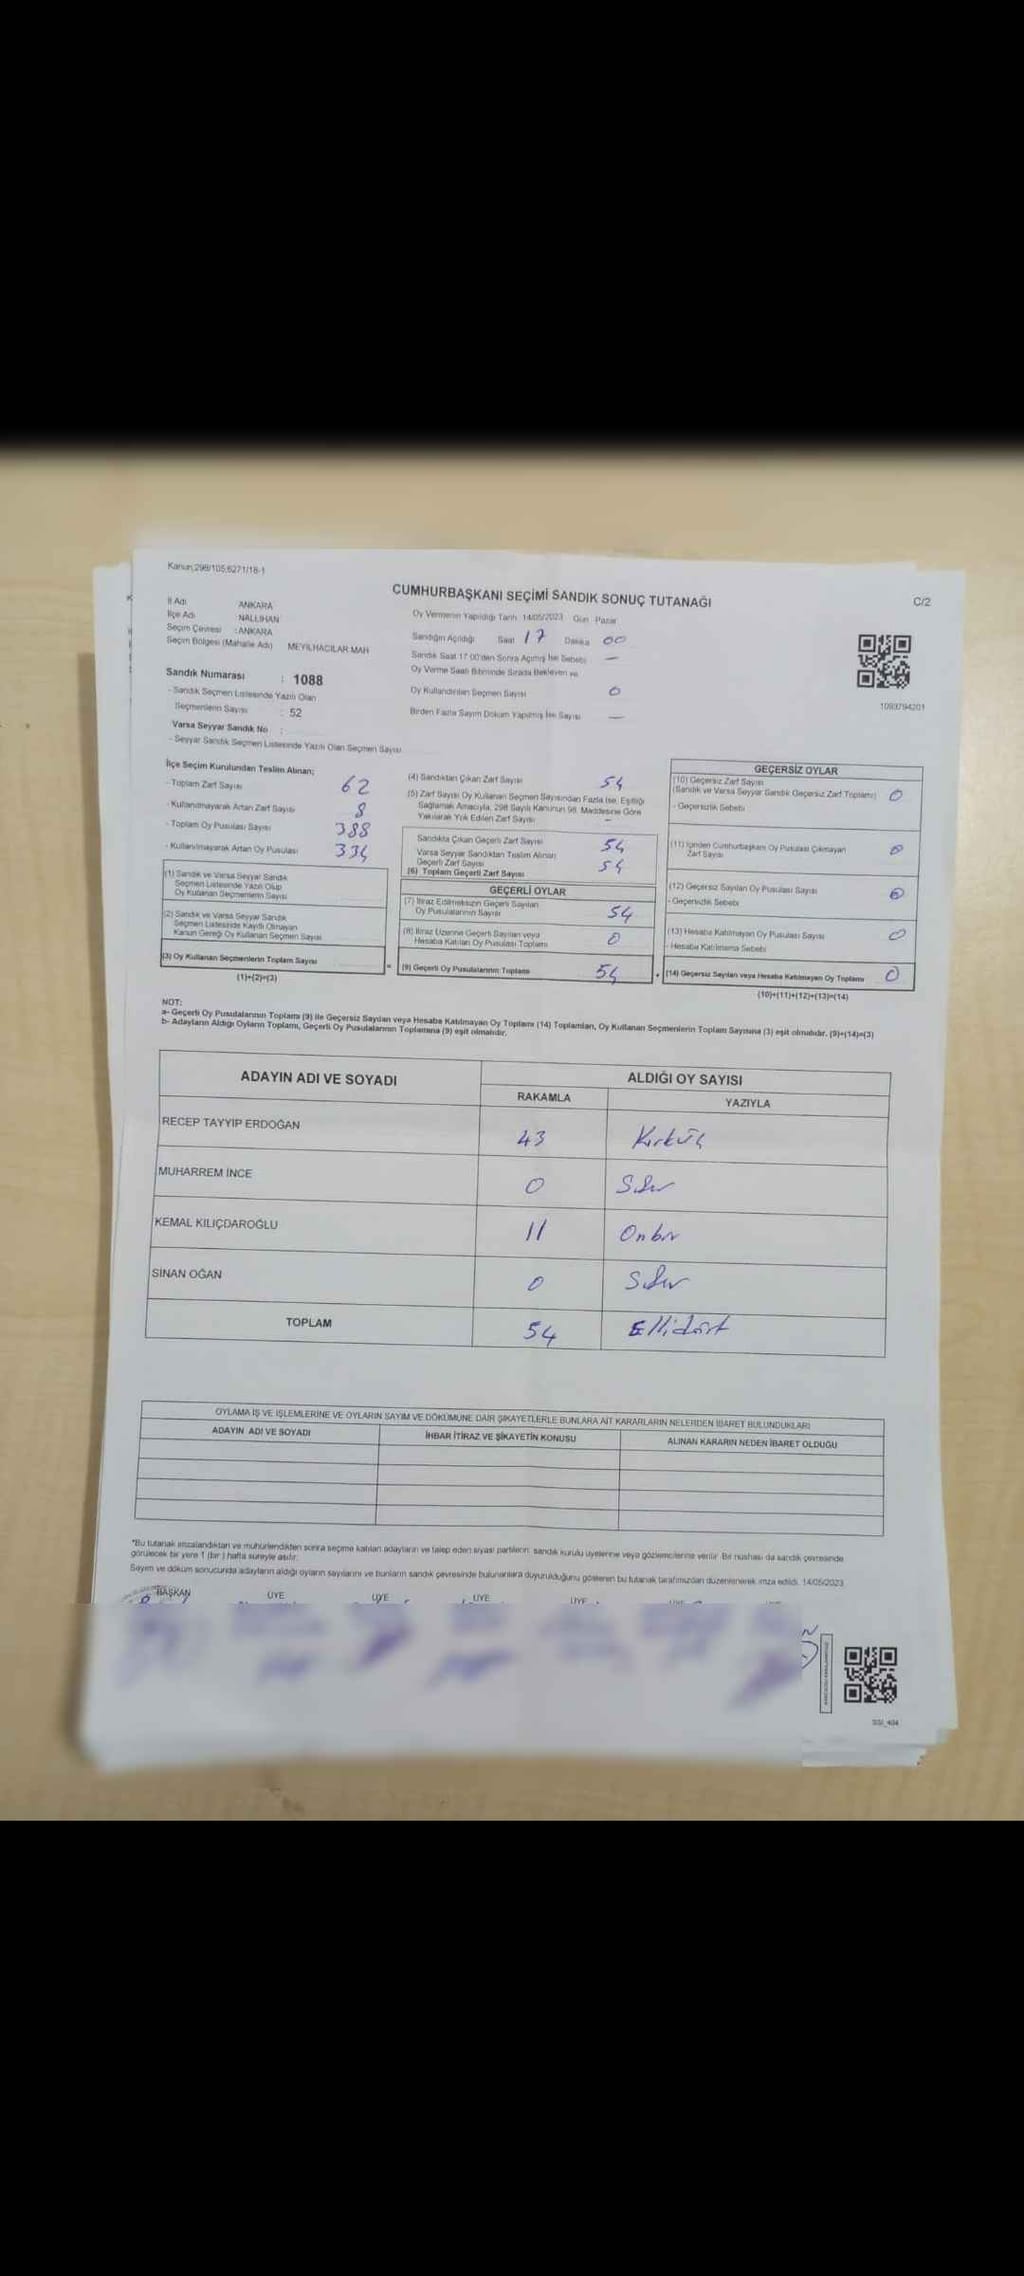 Kanun;298/105;6271/18-1
CUMHURBAŞKANI SEÇİMİ SANDIK SONUÇ TUTANAĞI
C/2
İl Adı ANKARA
İlçe Adı NALLIHAN
Seçim Çevresi : ANKARA
Seçim Bölgesi (Mahalle Adı) MEYİLHACILAR MAH
Oy Vermenin Yapıldığı Tarih 14/05/2023 Gün Pazar
Sandığın Açıldığı Saat 17 Dakika 00
Sandık Saat 17:00'den Sonra Açılmış İse Sebebi —
Oy Verme Saati Bitiminde Sırada Bekleyen ve
Oy Kullandırılan Seçmen Sayısı 0
Birden Fazla Sayım Döküm Yapılmış İse Sayısı —
1093794201
Sandık Numarası : 1088
- Sandık Seçmen Listesinde Yazılı Olan
Seçmenlerin Sayısı : 52
Varsa Seyyar Sandık No :
- Seyyar Sandık Seçmen Listesinde Yazılı Olan Seçmen Sayısı
İlçe Seçim Kurulundan Teslim Alınan;
- Toplam Zarf Sayısı 62
- Kullanılmayarak Artan Zarf Sayısı 8
- Toplam Oy Pusulası Sayısı 388
- Kullanılmayarak Artan Oy Pusulası 334
(1) Sandık ve Varsa Seyyar Sandık
Seçmen Listesinde Yazılı Olup
Oy Kullanan Seçmenlerin Sayısı
(2) Sandık ve Varsa Seyyar Sandık
Seçmen Listesinde Kayıtlı Olmayan
Kanun Gereği Oy Kullanan Seçmen Sayısı
(3) Oy Kullanan Seçmenlerin Toplam Sayısı
(1)+(2)=(3)
(4) Sandıktan Çıkan Zarf Sayısı 54
(5) Zarf Sayısı Oy Kullanan Seçmen Sayısından Fazla İse, Eşitliği
Sağlamak Amacıyla, 298 Sayılı Kanunun 98. Maddesine Göre
Yakılarak Yok Edilen Zarf Sayısı –
Sandıkta Çıkan Geçerli Zarf Sayısı 54
Varsa Seyyar Sandıktan Teslim Alınan
Geçerli Zarf Sayısı 54
(6) Toplam Geçerli Zarf Sayısı
GEÇERLİ OYLAR
(7) İtiraz Edilmeksizin Geçerli Sayılan
Oy Pusulalarının Sayısı 54
(8) İtiraz Üzerine Geçerli Sayılan veya
Hesaba Katılan Oy Pusulası Toplamı 0
= (9) Geçerli Oy Pusulalarının Toplamı 54
GEÇERSİZ OYLAR
(10) Geçersiz Zarf Sayısı
(Sandık ve Varsa Seyyar Sandık Geçersiz Zarf Toplamı) 0
- Geçersizlik Sebebi
(11) İçinden Cumhurbaşkanı Oy Pusulası Çıkmayan
Zarf Sayısı 0
(12) Geçersiz Sayılan Oy Pusulası Sayısı 0
- Geçersizlik Sebebi
(13) Hesaba Katılmayan Oy Pusulası Sayısı 0
- Hesaba Katılmama Sebebi
+ (14) Geçersiz Sayılan veya Hesaba Katılmayan Oy Toplamı 0
(10)+(11)+(12)+(13)=(14)
NOT:
a- Geçerli Oy Pusulalarının Toplamı (9) ile Geçersiz Sayılan veya Hesaba Katılmayan Oy Toplamı (14) Toplamları, Oy Kullanan Seçmenlerin Toplam Sayısına (3) eşit olmalıdır. (9)+(14)=(3)
b- Adayların Aldığı Oyların Toplamı, Geçerli Oy Pusulalarının Toplamına (9) eşit olmalıdır.
ADAYIN ADI VE SOYADI ALDIĞI OY SAYISI
RAKAMLA YAZIYLA
RECEP TAYYİP ERDOĞAN 43 Kırküç
MUHARREM İNCE 0 Sıfır
KEMAL KILIÇDAROĞLU 11 Onbir
SİNAN OĞAN 0 Sıfır
TOPLAM 54 Ellidört
OYLAMA İŞ VE İŞLEMLERİNE VE OYLARIN SAYIM VE DÖKÜMÜNE DAİR ŞİKAYETLERLE BUNLARA AİT KARARLARIN NELERDEN İBARET BULUNDUKLARI
ADAYIN ADI VE SOYADI İHBAR İTİRAZ VE ŞİKAYETİN KONUSU ALINAN KARARIN NEDEN İBARET OLDUĞU
*Bu tutanak imzalandıktan ve mühürlendikten sonra seçime katılan adayların ve talep eden siyasi partilerin; sandık kurulu üyelerine veya gözlemcilerine verilir. Bir nüshası da sandık çevresinde
görülecek bir yere 1 (bir) hafta süreyle asılır.
Sayım ve döküm sonucunda adayların aldığı oyların sayılarını ve bunların sandık çevresinde bulunanlara duyurulduğunu gösteren bu tutanak tarafımızdan düzenlenerek imza edildi. 14/05/2023
BAŞKAN ÜYE ÜYE ÜYE ÜYE